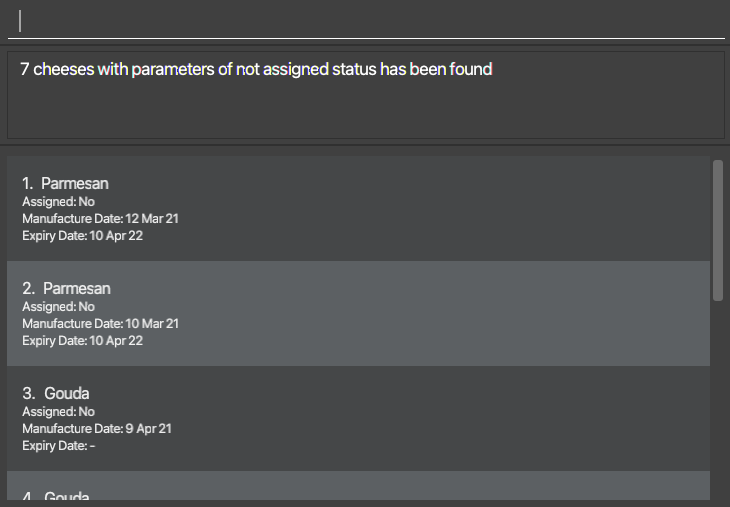 7 cheeses with parameters of not assigned status has been found
1. Parmesan
Assigned: No
Manufacture Date: 12 Mar 21
Expiry Date: 10 Apr 22
2. Parmesan
Assigned: No
Manufacture Date: 10 Mar 21
Expiry Date: 10 Apr 22
3. Gouda
Assigned: No
Manufacture Date: 9 Apr 21
Expiry Date: -
4. Gouda